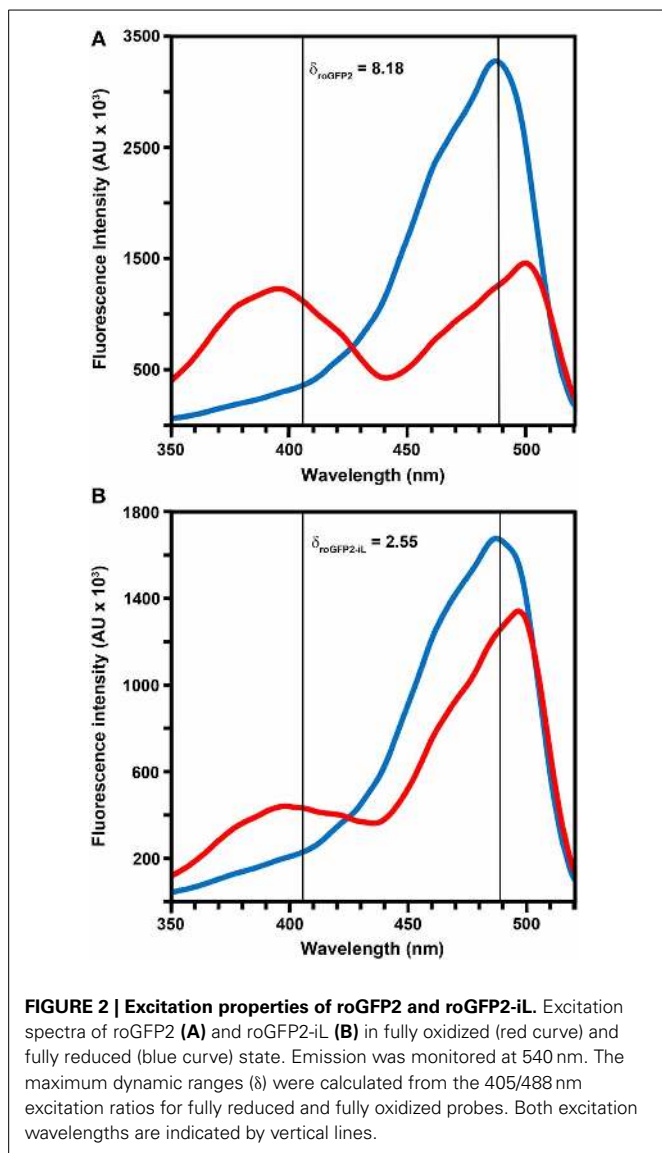 A
3500
2500
1500
500
Fluorescence Intensity (AU x 10³)
δroGFP2 = 8.18
350 400 450 500
Wavelength (nm)
B
1800
1400
1000
600
200
Fluorescence intensity (AU x 10³)
δroGFP2-iL = 2.55
350 400 450 500
Wavelength (nm)
FIGURE 2 | Excitation properties of roGFP2 and roGFP2-iL. Excitation
spectra of roGFP2 (A) and roGFP2-iL (B) in fully oxidized (red curve) and
fully reduced (blue curve) state. Emission was monitored at 540 nm. The
maximum dynamic ranges (δ) were calculated from the 405/488 nm
excitation ratios for fully reduced and fully oxidized probes. Both excitation
wavelengths are indicated by vertical lines.